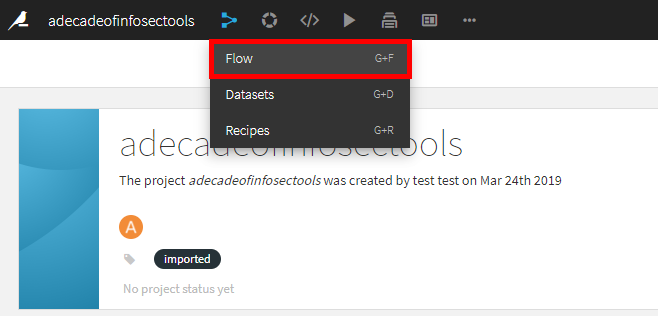 adecadeofinfosectools
Flow G+F
Datasets G+D
Recipes G+R
adecadeofinfosectools
The project adecadeofinfosectools was created by test test on Mar 24th 2019
A
imported
No project status yet